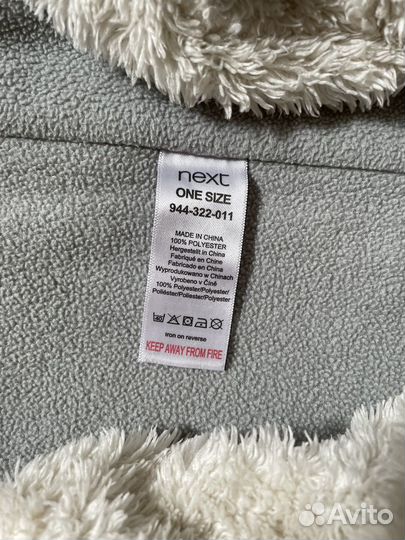 next
ONE SIZE
944-322-011
MADE IN CHINA
100% POLYESTER
Hergestellt in China
Fabriqué en Chine
Fabricado en China
Wyprodukowano w Chinach
Vyrobeno v Číně
100% Polyester/Polyester/
Poliéster/Poliester/Polyester
iron on reverse
KEEP AWAY FROM FIRE
Avito